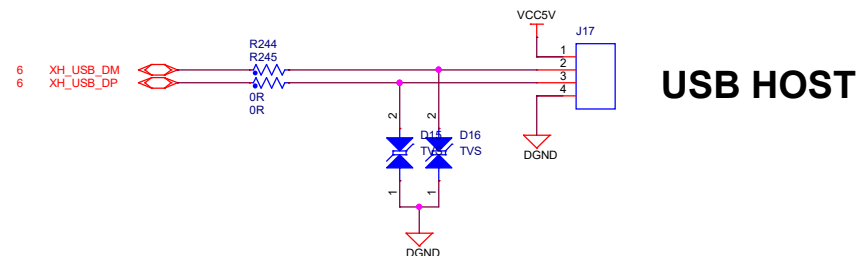 VCC5V
J17
R244
R245
6 XH_USB_DM
6 XH_USB_DP
0R
0R
1
2
3
4
USB HOST
2
2
D15
D16
TVS
TVS
DGND
1
1
DGND